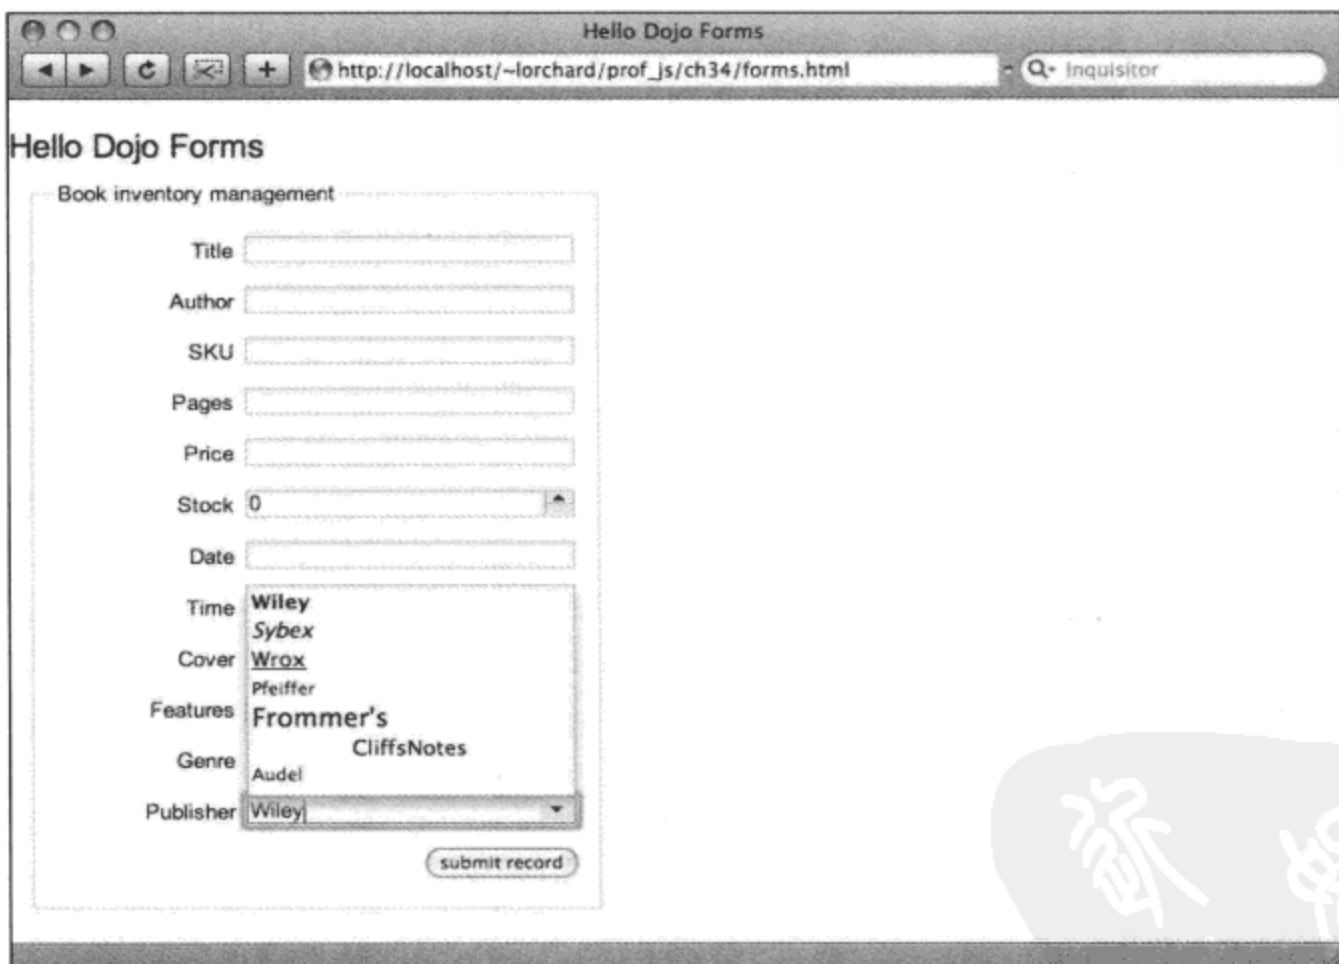 Hello Dojo Forms
http://localhost/~lorchard/prof_js/ch34/forms.html
Inquisitor
Hello Dojo Forms
Book inventory management
Title
Author
SKU
Pages
Price
Stock 0
Date
Time
Cover
Features
Genre
Wiley
Sybex
Wrox
Pfeiffer
Frommer's
CliffsNotes
Audel
Publisher Wiley
submit record